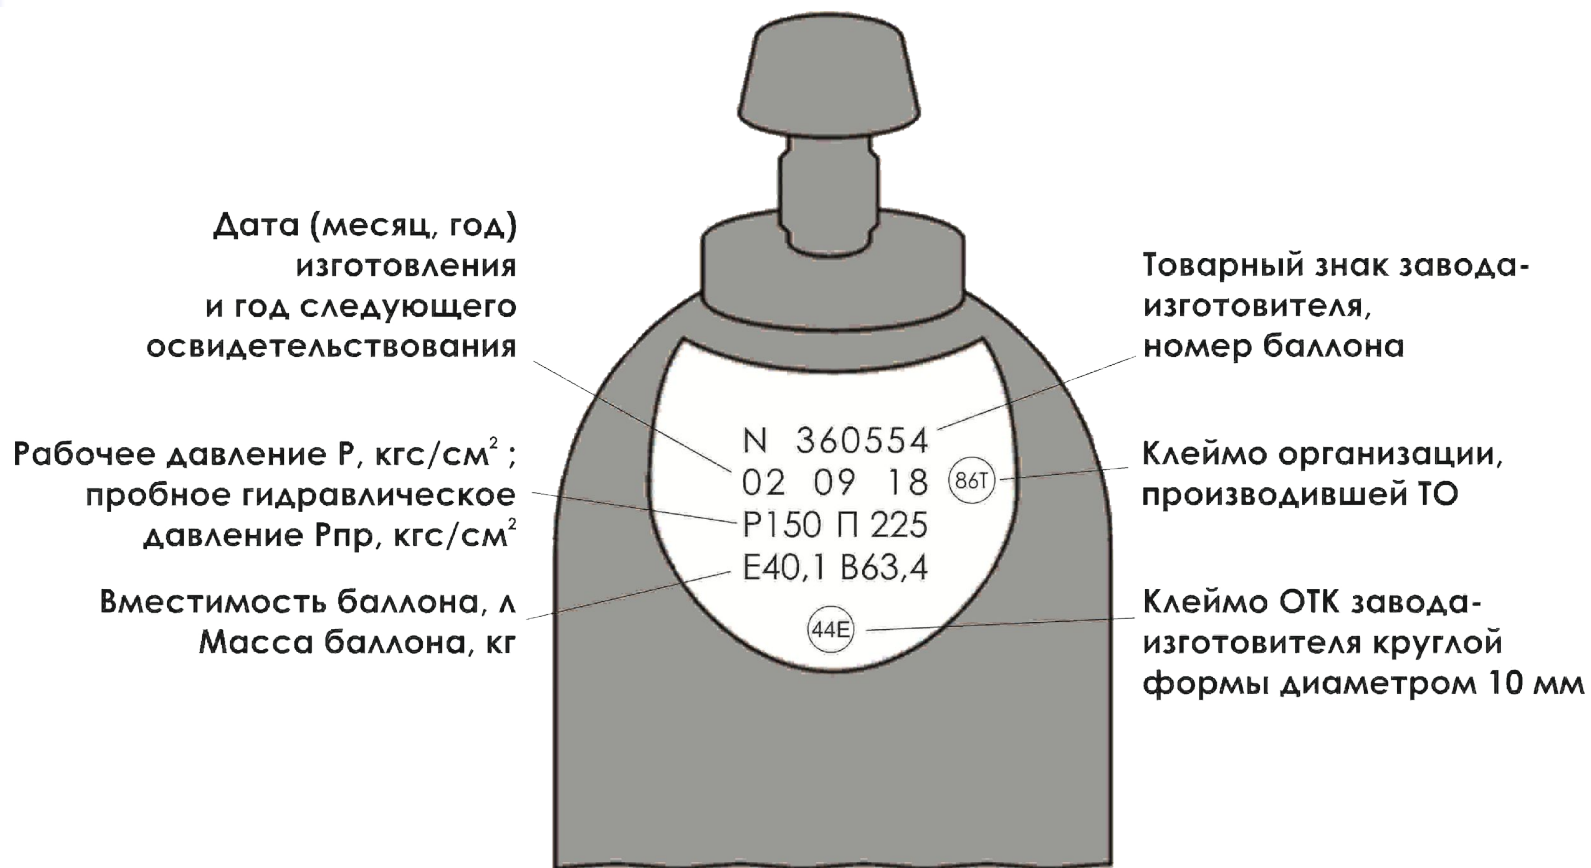 Дата (месяц, год)
изготовления
и год следующего
освидетельствования
Рабочее давление Р, кгс/см² ;
пробное гидравлическое
давление Рпр, кгс/см²
Вместимость баллона, л
Масса баллона, кг
N 360554
02 09 18 86Т
Р150 П 225
Е40,1 В63,4
44Е
Товарный знак завода-
изготовителя,
номер баллона
Клеймо организации,
производившей ТО
Клеймо ОТК завода-
изготовителя круглой
формы диаметром 10 мм